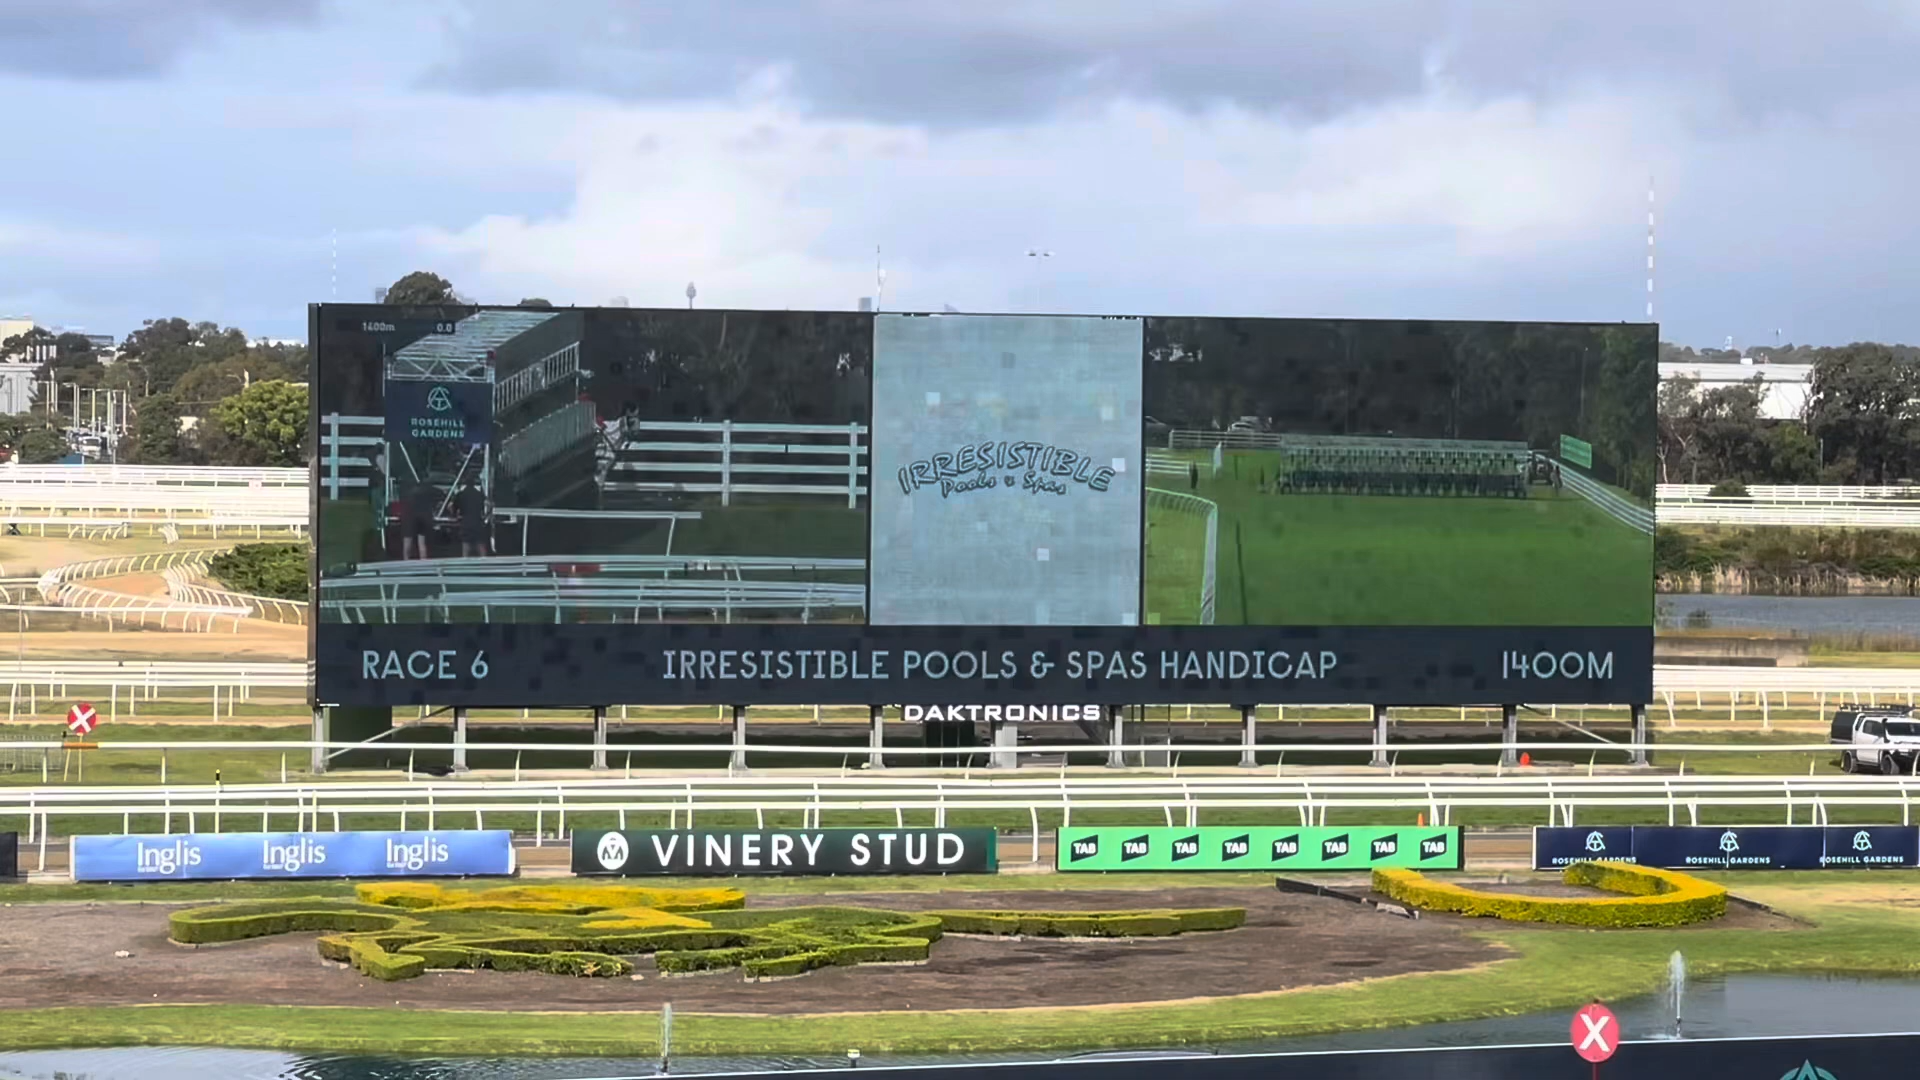 1400m 0.0
ROSEHILL
GARDENS
IRRESISTIBLE
Pools & Spas
RACE 6 IRRESISTIBLE POOLS & SPAS HANDICAP 1400M
DAKTRONICS
X
Inglis Inglis Inglis
VINERY STUD
TAB TAB TAB TAB TAB TAB TAB TAB
ROSEHILL GARDENS ROSEHILL GARDENS ROSEHILL GARDENS
X